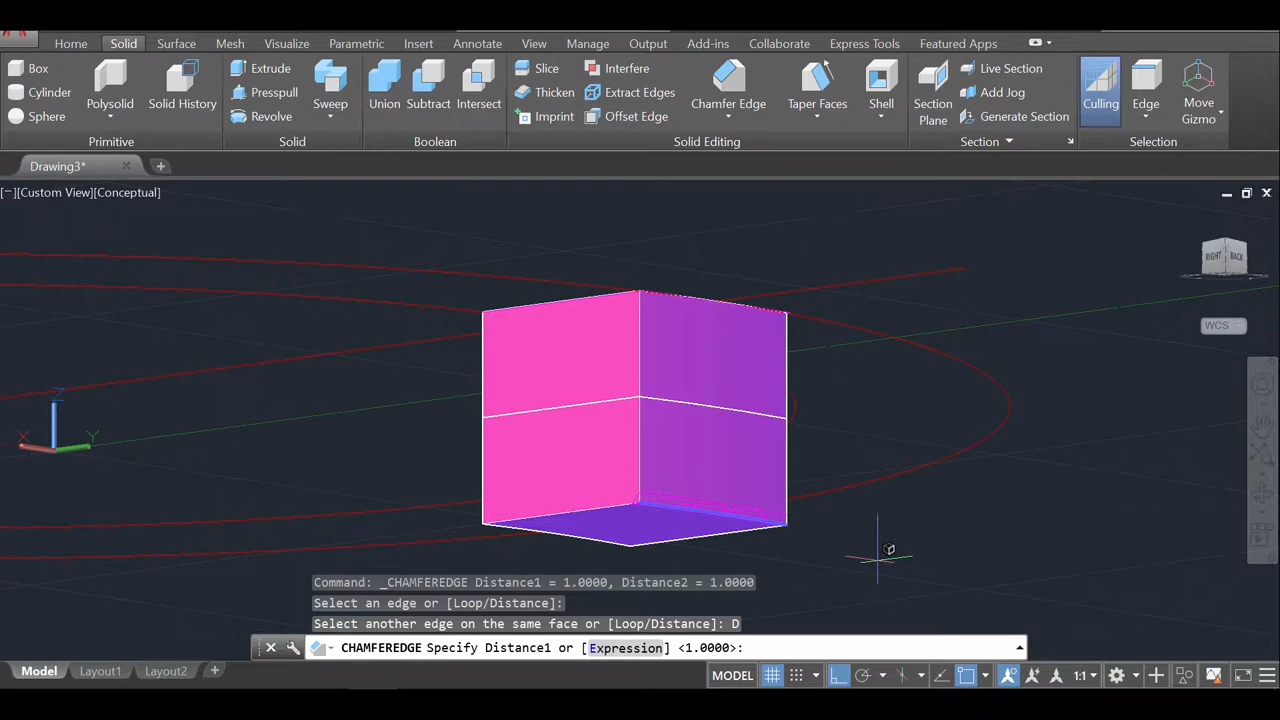 Home Solid Surface Mesh Visualize Parametric Insert Annotate View Manage Output Add-ins Collaborate Express Tools Featured Apps
Box Extrude Slice Interfere Live Section
Cylinder Presspull Thicken Extract Edges Add Jog
Polysolid Solid History Sweep Union Subtract Intersect Chamfer Edge Taper Faces Shell Section Plane Culling Edge Move Gizmo
Sphere Revolve Imprint Offset Edge Generate Section
Primitive Solid Boolean Solid Editing Section Selection
Drawing3*
[−][Custom View][Conceptual]
RIGHT BACK
WCS
Z
X Y
Command: _CHAMFEREDGE Distance1 = 1.0000, Distance2 = 1.0000
Select an edge or [Loop/Distance]:
Select another edge on the same face or [Loop/Distance]: D
CHAMFEREDGE Specify Distance1 or [Expression] <1.0000>:
Model Layout1 Layout2
MODEL 1:1